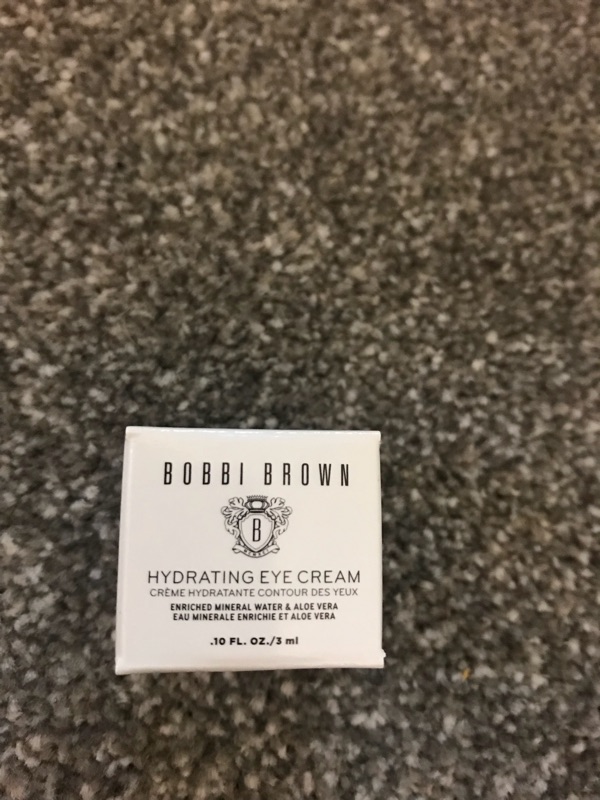 BOBBI BROWN
B
HYDRATING EYE CREAM
CRÈME HYDRATANTE CONTOUR DES YEUX
ENRICHED MINERAL WATER & ALOE VERA
EAU MINERALE ENRICHIE ET ALOE VERA
.10 FL. OZ./3 ml